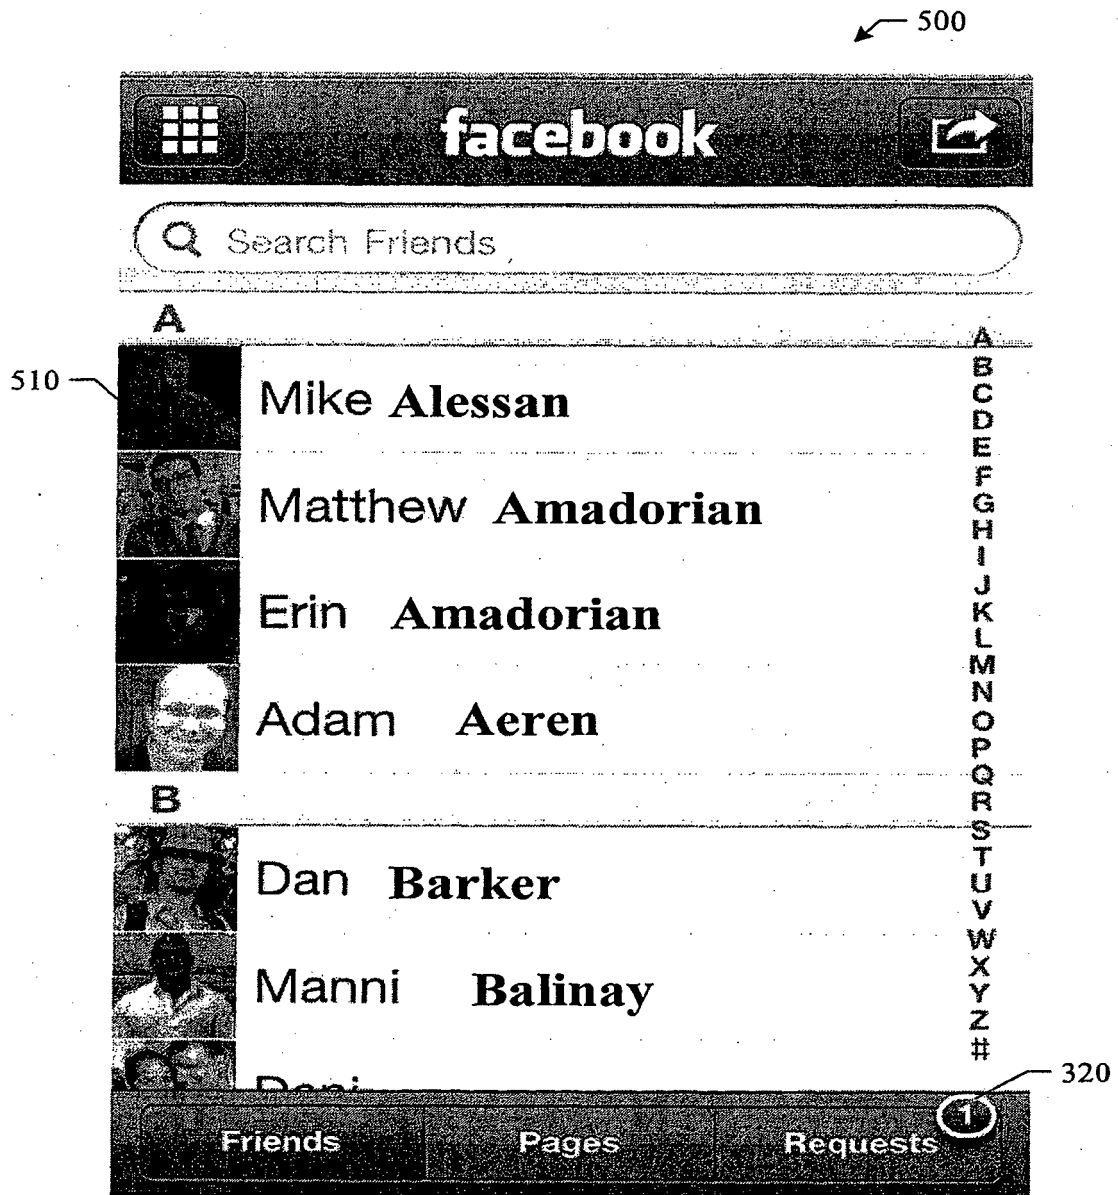 500
facebook
Search Friends
A
510
Mike Alessan
Matthew Amadorian
Erin Amadorian
Adam Aeren
B
Dan Barker
Manni Balinay
A
B
C
D
E
F
G
H
I
J
K
L
M
N
O
P
Q
R
S
T
U
V
W
X
Y
Z
#
320
1
Friends Pages Requests